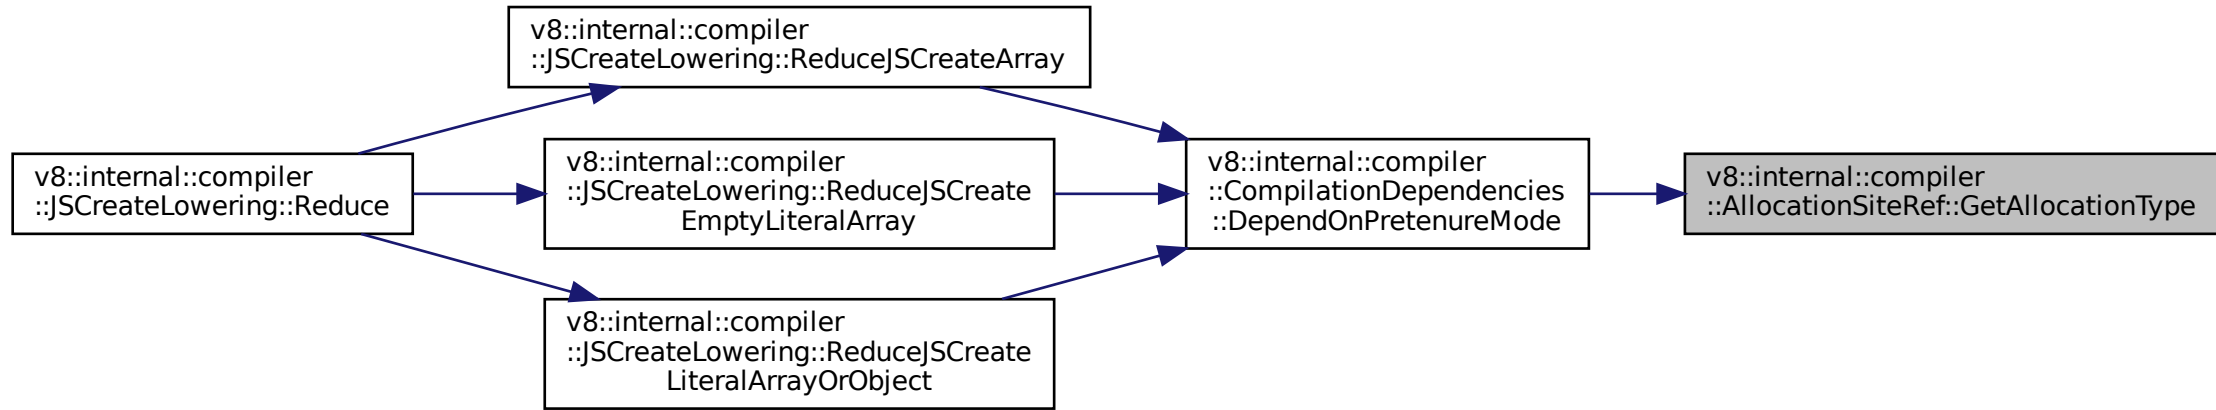 v8::internal::compiler
::JSCreateLowering::Reduce
v8::internal::compiler
::JSCreateLowering::ReduceJSCreateArray
v8::internal::compiler
::JSCreateLowering::ReduceJSCreate
EmptyLiteralArray
v8::internal::compiler
::JSCreateLowering::ReduceJSCreate
LiteralArrayOrObject
v8::internal::compiler
::CompilationDependencies
::DependOnPretenureMode
v8::internal::compiler
::AllocationSiteRef::GetAllocationType